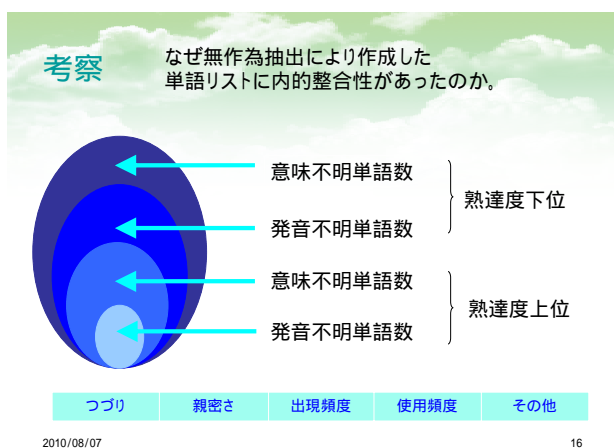 考察
なぜ無作為抽出により作成した
単語リストに内的整合性があったのか。
意味不明単語数
発音不明単語数
熟達度下位
意味不明単語数
発音不明単語数
熟達度上位
つづり 親密さ 出現頻度 使用頻度 その他
2010/08/07 16